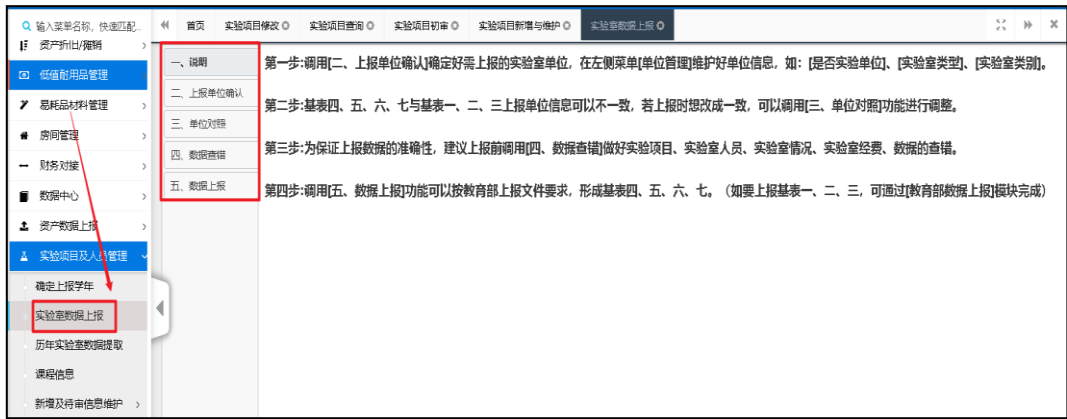 输入菜单名称，快速匹配...
首页 实验项目修改 实验项目查询 实验项目初审 实验项目新增与维护 实验室数据上报
资产折旧/摊销
低值耐用品管理
易耗品材料管理
房间管理
财务对接
数据中心
资产数据上报
实验项目及人员管理
确定上报学年
实验室数据上报
历年实验室数据提取
课程信息
新增及待审信息维护
一、说明
二、上报单位确认
三、单位对照
四、数据查错
五、数据上报
第一步:调用[二、上报单位确认]确定好需上报的实验室单位，在左侧菜单[单位管理]维护好单位信息，如：[是否实验单位]、[实验室类型]、[实验室类别]。
第二步:基表四、五、六、七与基表一、二、三上报单位信息可以不一致，若上报时想改成一致，可以调用[三、单位对照]功能进行调整。
第三步:为保证上报数据的准确性，建议上报前调用[四、数据查错]做好实验项目、实验室人员、实验室情况、实验室经费、数据的查错。
第四步:调用[五、数据上报]功能可以按教育部上报文件要求，形成基表四、五、六、七。（如要上报基表一、二、三，可通过[教育部数据上报]模块完成）